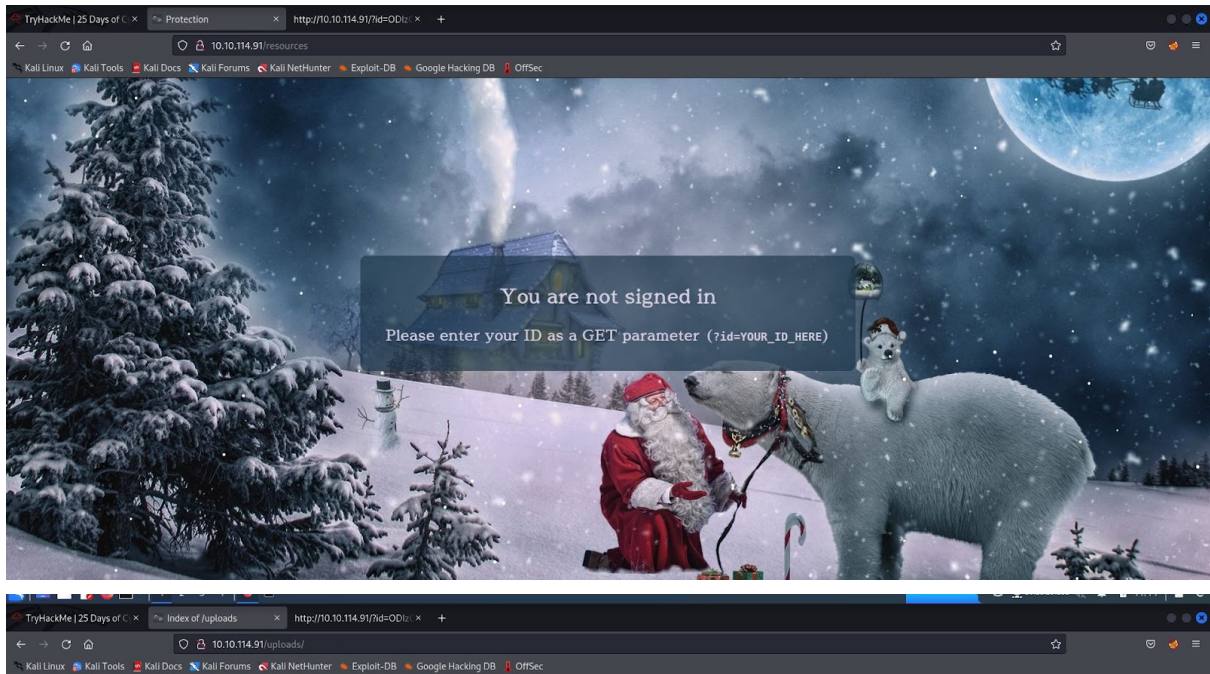 TryHackMe | 25 Days of C
Protection
http://10.10.114.91/?id=ODIz
10.10.114.91/resources
Kali Linux Kali Tools Kali Docs Kali Forums Kali NetHunter Exploit-DB Google Hacking DB OffSec
You are not signed in
Please enter your ID as a GET parameter (?id=YOUR_ID_HERE)
TryHackMe | 25 Days of C
Index of /uploads
http://10.10.114.91/?id=ODIz
10.10.114.91/uploads/
Kali Linux Kali Tools Kali Docs Kali Forums Kali NetHunter Exploit-DB Google Hacking DB OffSec